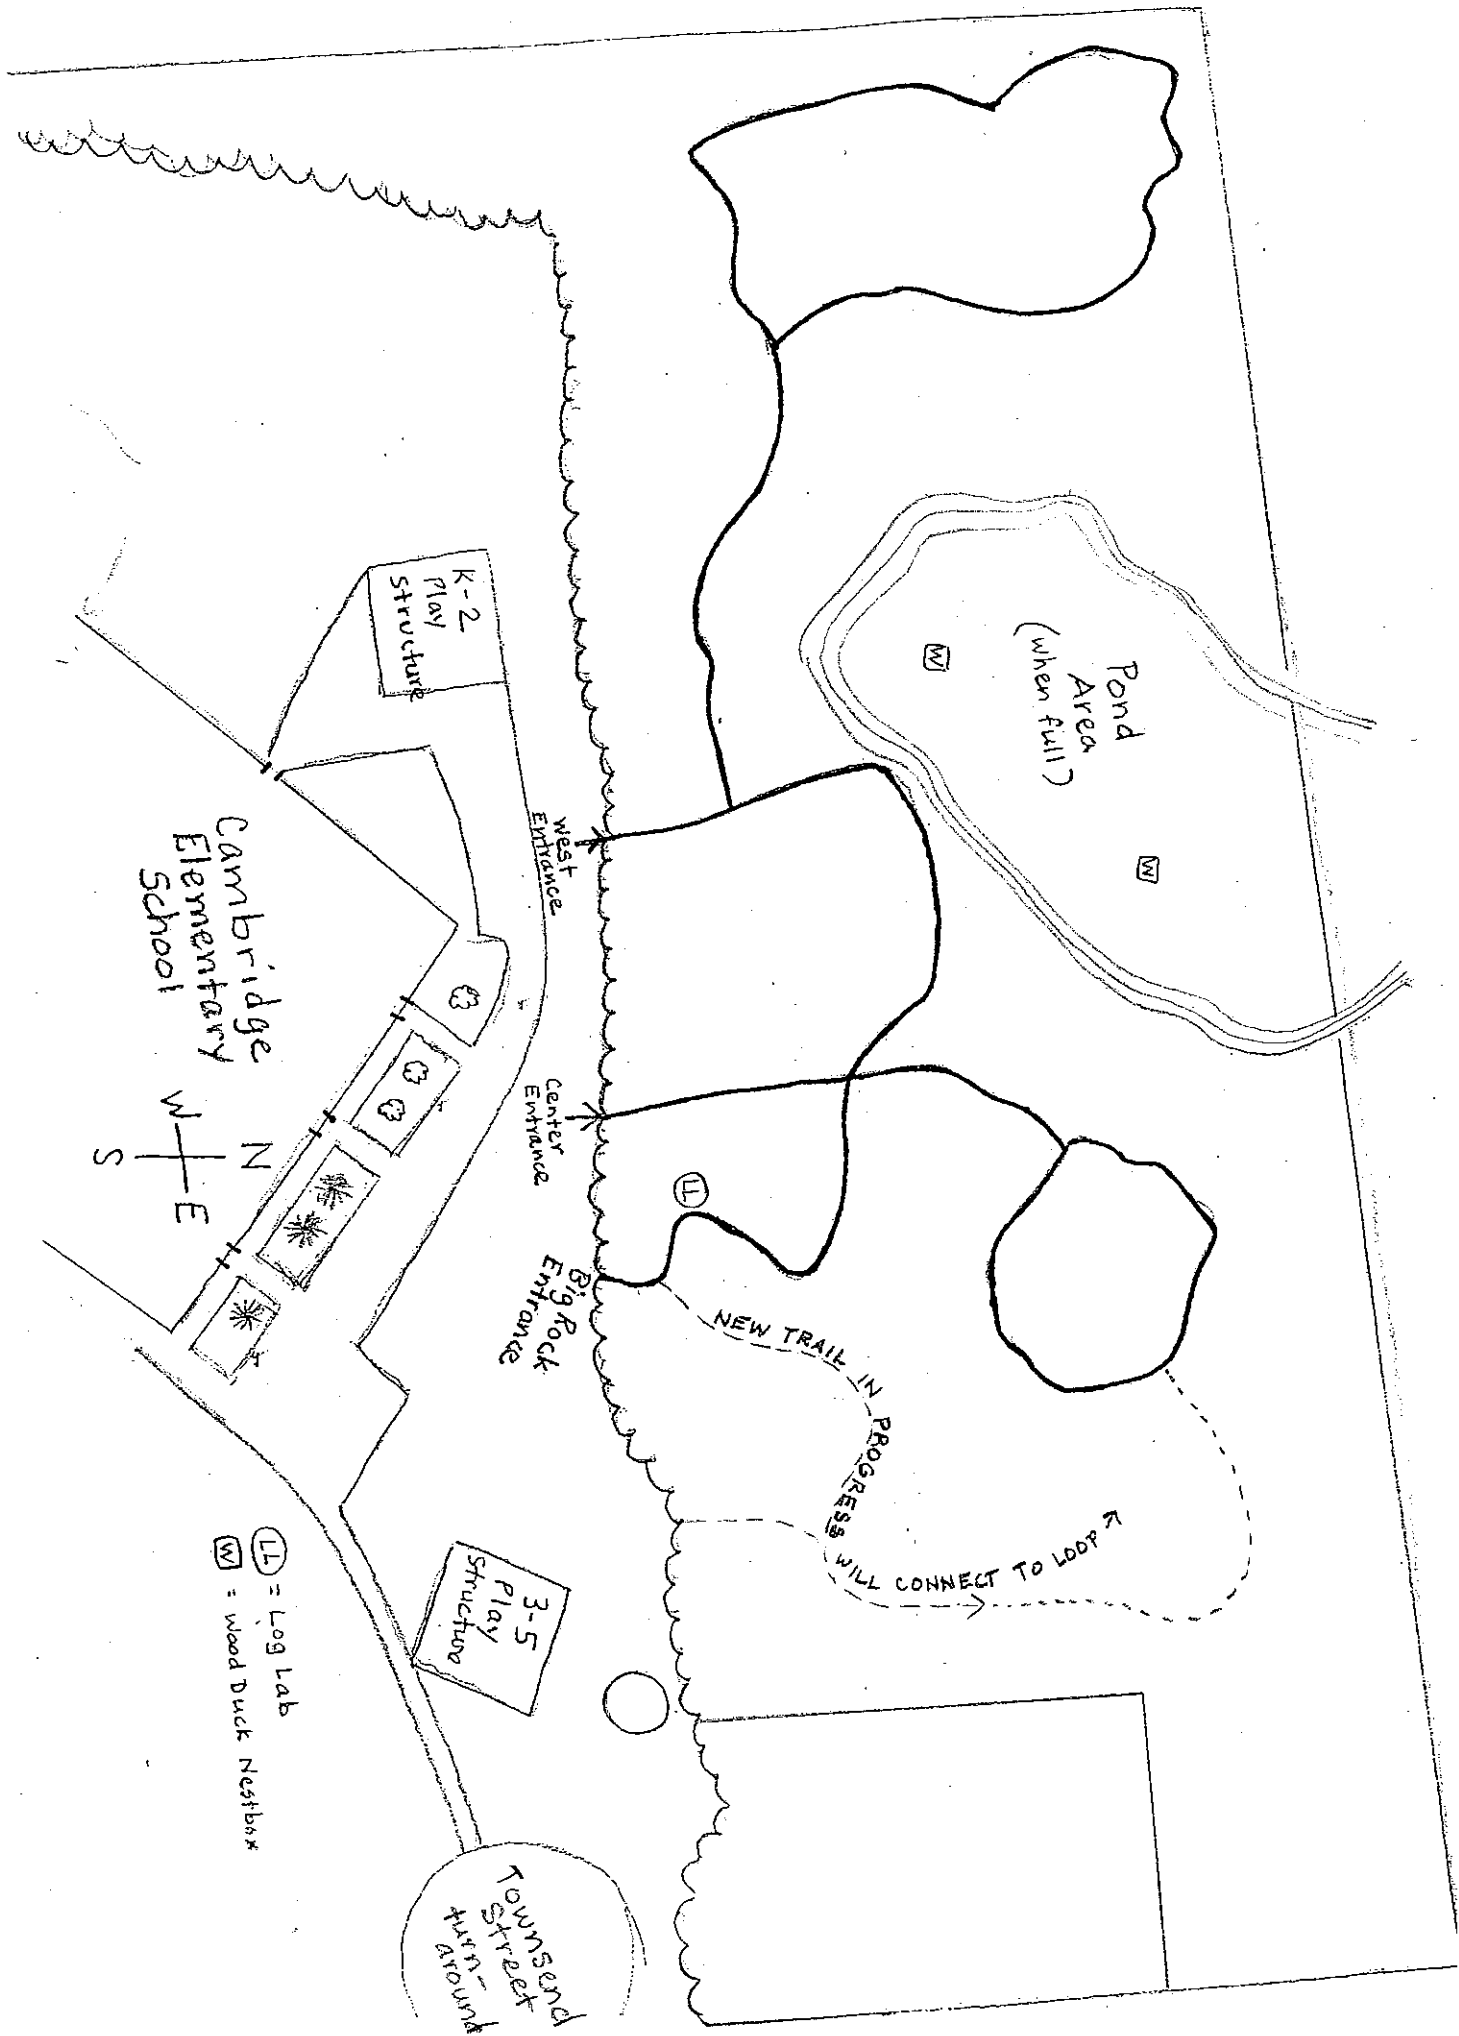 Pond
Area
(when full)
W
W
K-2
Play
structure
West
Entrance
Center
Entrance
Big Rock
Entrance
LL
NEW TRAIL IN PROGRESS WILL CONNECT TO LOOP
Cambridge
Elementary
School
N
W
E
S
3-5
Play
structure
Townsend
Street
turn-
around
LL = Log Lab
W = Wood Duck Nestbox